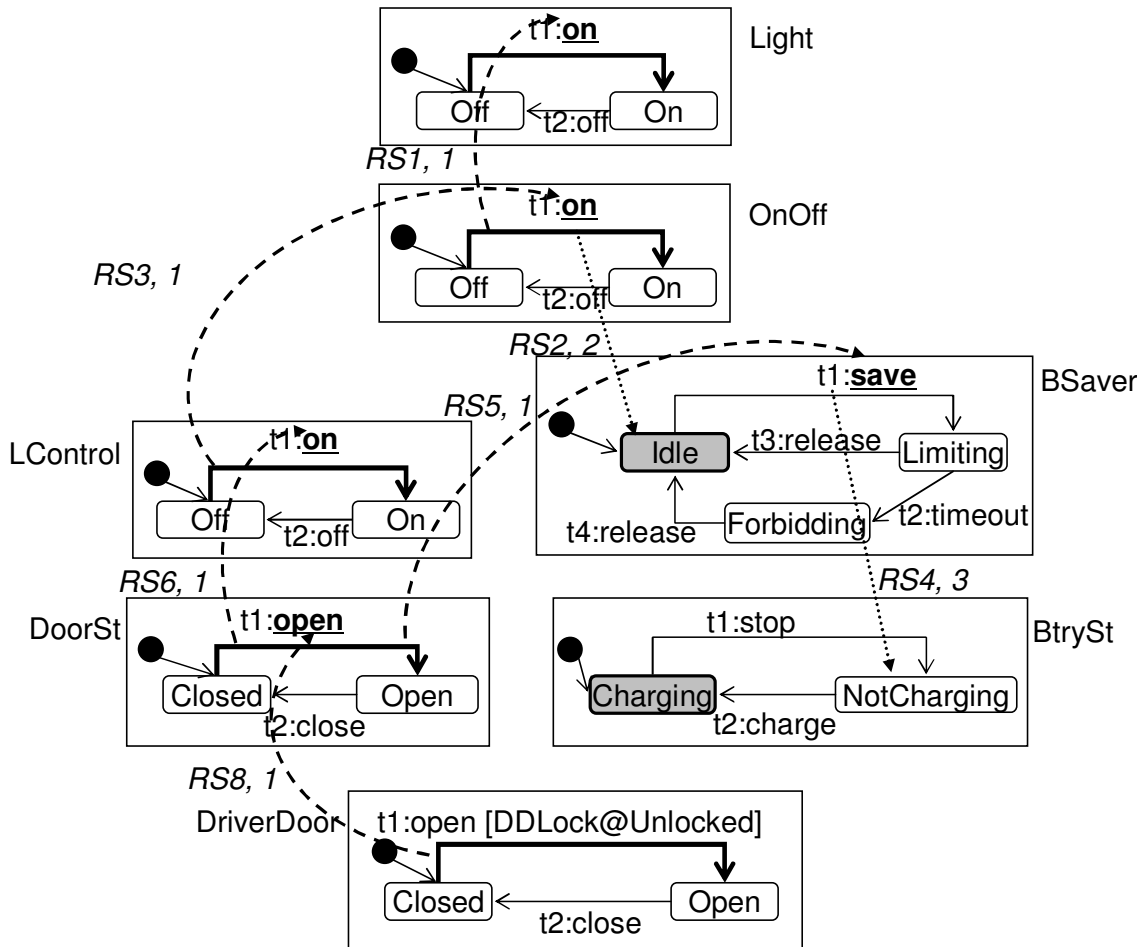 t1:on
Light
Off
On
t2:off
RS1, 1
t1:on
OnOff
Off
On
t2:off
RS3, 1
RS2, 2
t1:save
BSaver
RS5, 1
t1:on
LControl
Idle
t3:release
Limiting
Off
On
t2:off
Forbidding
t2:timeout
t4:release
RS6, 1
RS4, 3
t1:open
DoorSt
t1:stop
BtrySt
Closed
Open
Charging
NotCharging
t2:close
t2:charge
RS8, 1
DriverDoor
t1:open [DDLock@Unlocked]
Closed
Open
t2:close